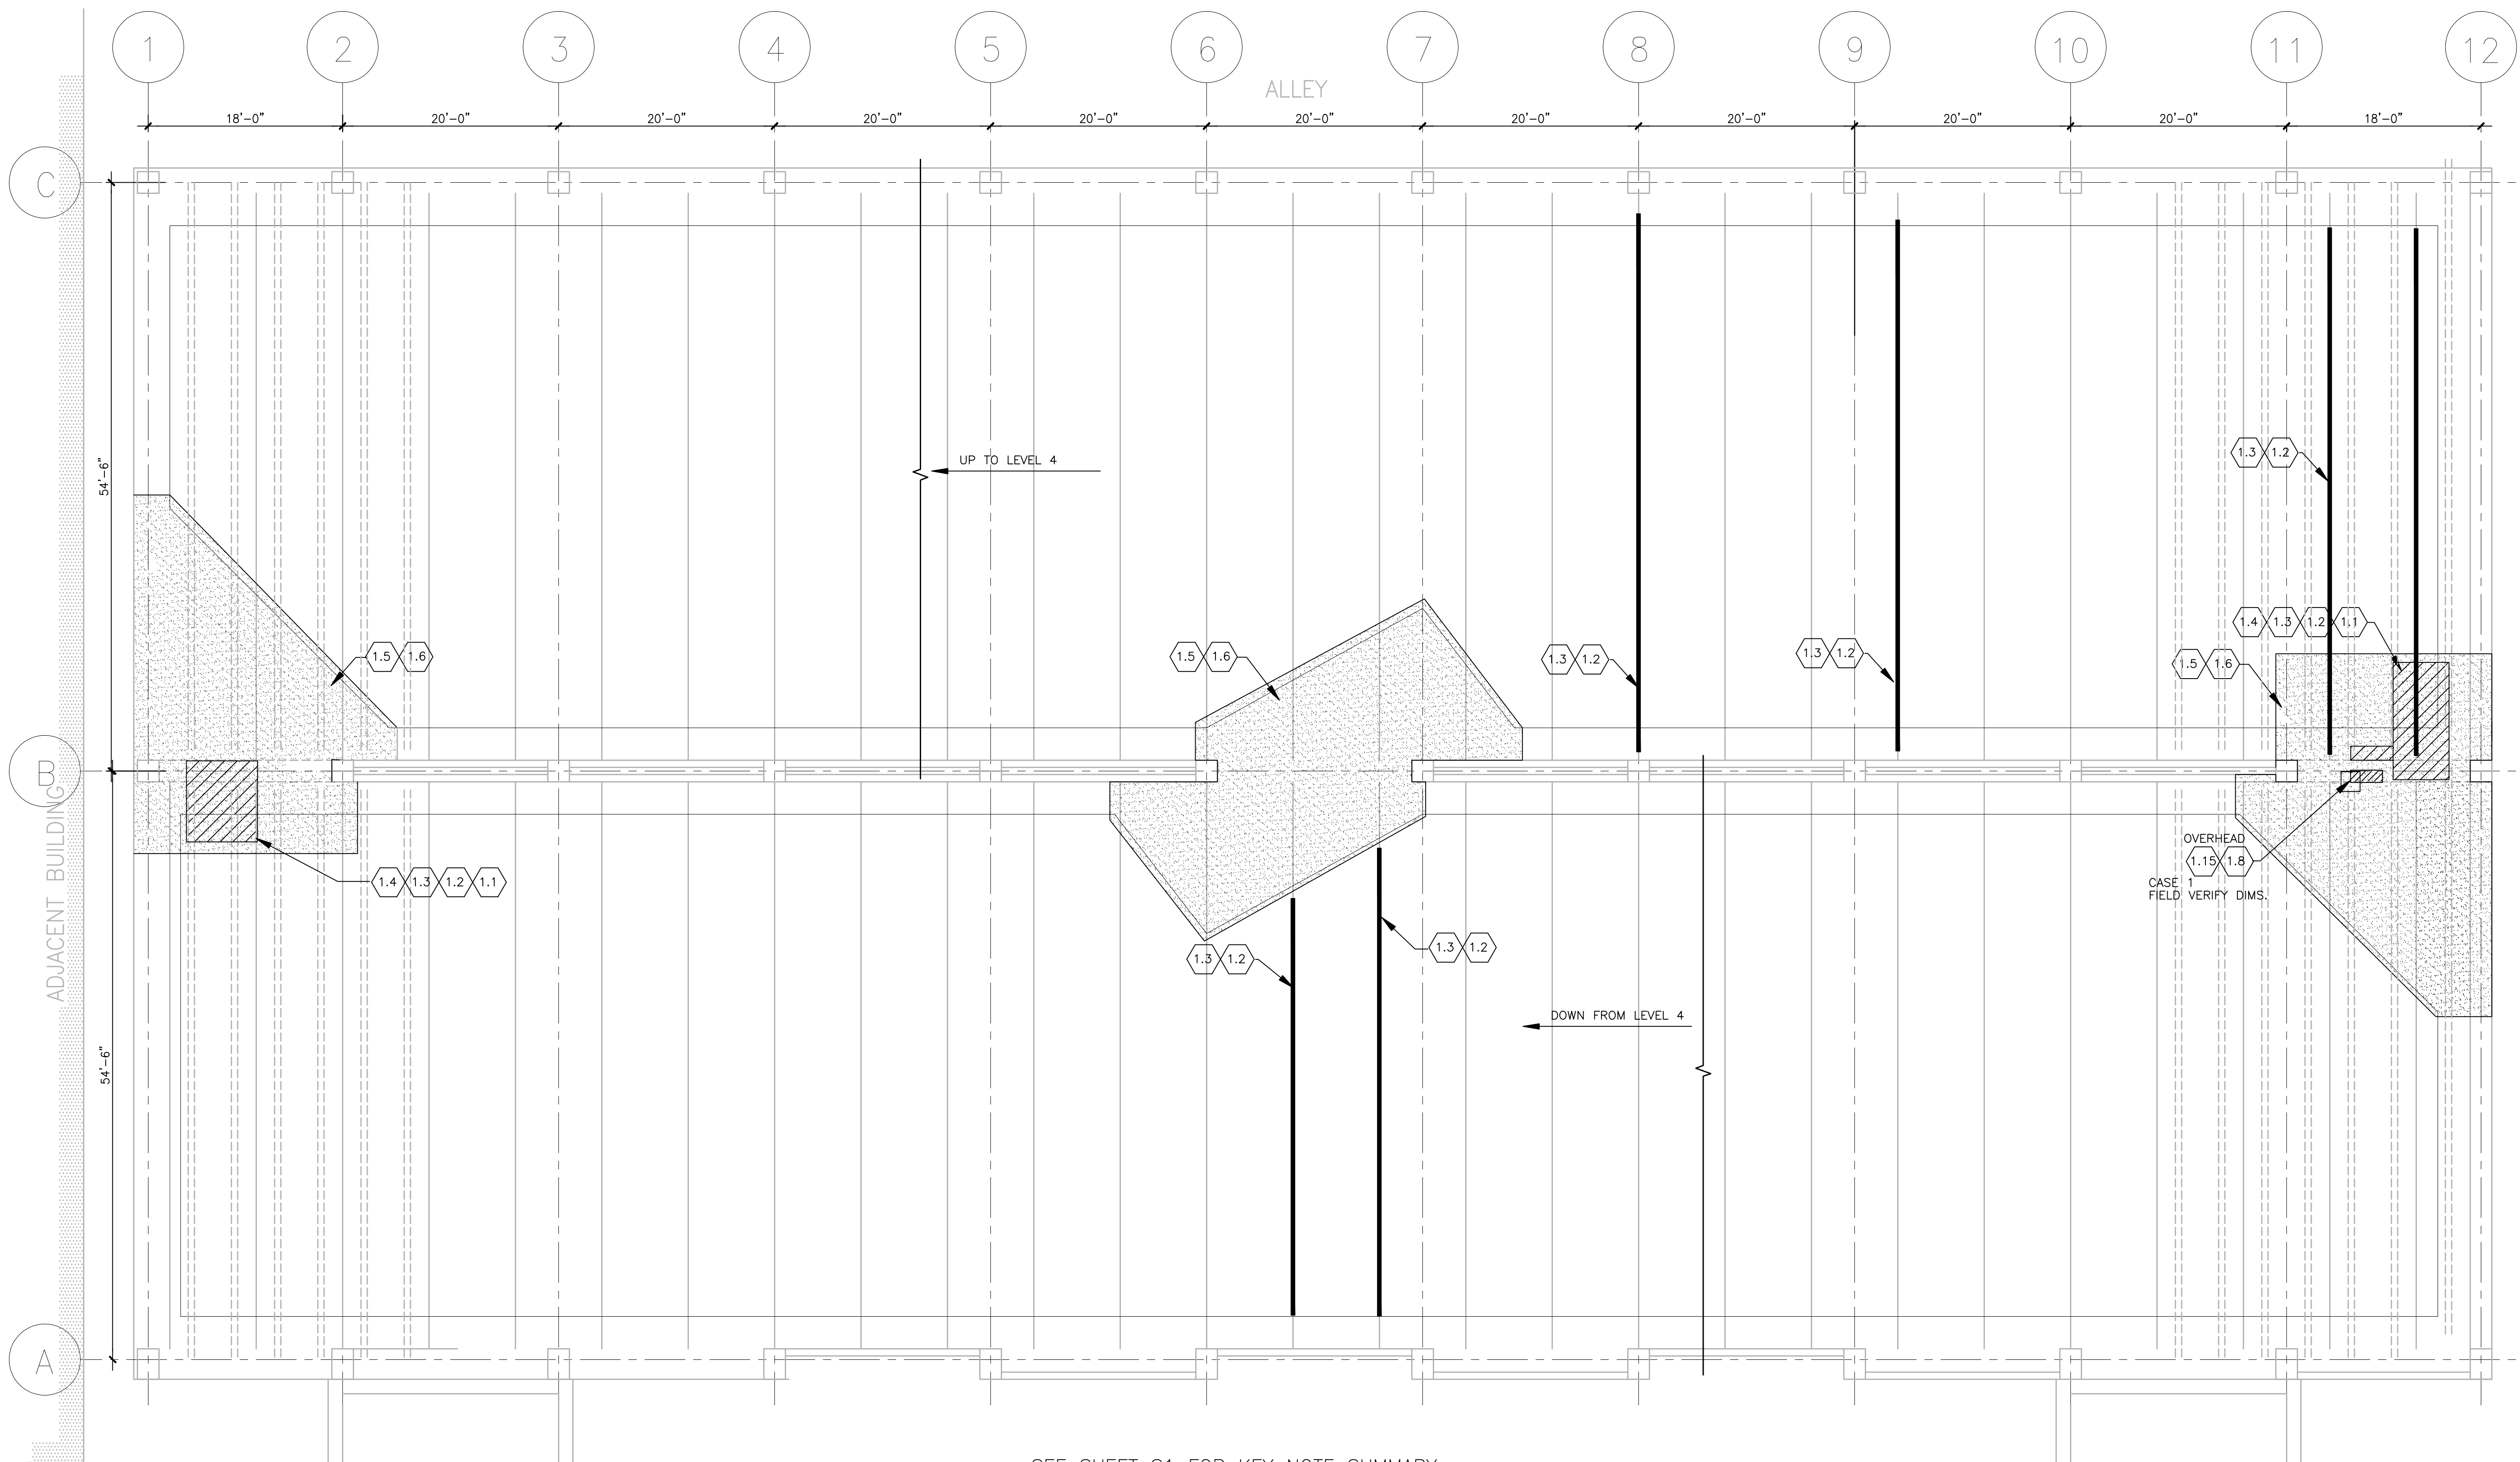 1 2 3 4 5 6 7 8 9 10 11 12
ALLEY
18'-0" 20'-0" 20'-0" 20'-0" 20'-0" 20'-0" 20'-0" 20'-0" 20'-0" 20'-0" 18'-0"
C
54'-6"
UP TO LEVEL 4
1.3 1.2
1.4 1.3 1.2 1.1
1.5 1.6
1.5 1.6
1.3 1.2
1.3 1.2
1.5 1.6
B
ADJACENT BUILDING
OVERHEAD
1.15 1.8
CASE 1
FIELD VERIFY DIMS.
1.4 1.3 1.2 1.1
1.3 1.2
1.3 1.2
DOWN FROM LEVEL 4
54'-6"
A